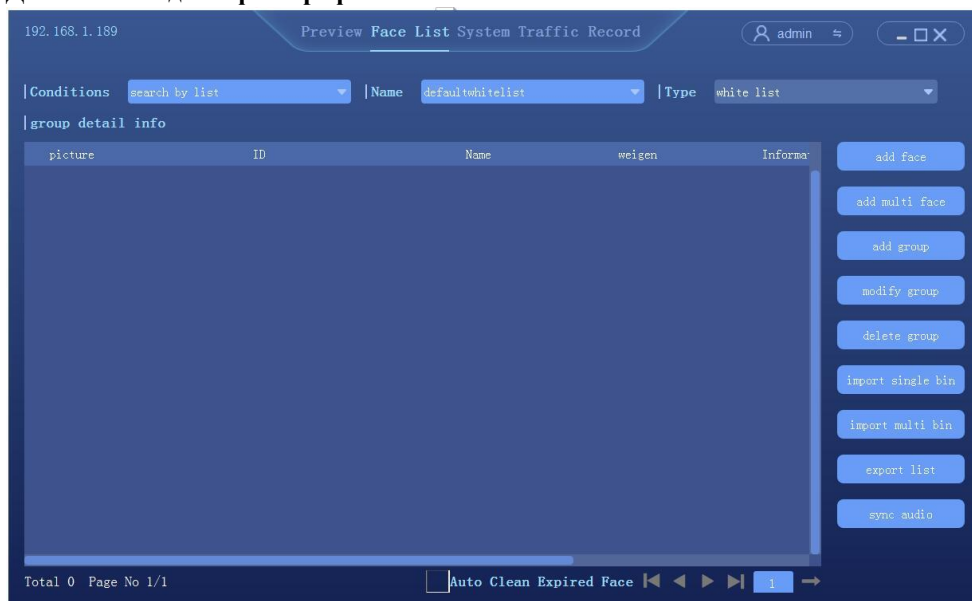 192.168.1.189
Preview Face List System Traffic Record
admin
Conditions search by list Name defaultwhitelist Type white list
group detail info
picture ID Name weigen Informa
add face
add multi face
add group
modify group
delete group
import single bin
import multi bin
export list
sync audio
Total 0 Page No 1/1 Auto Clean Expired Face 1